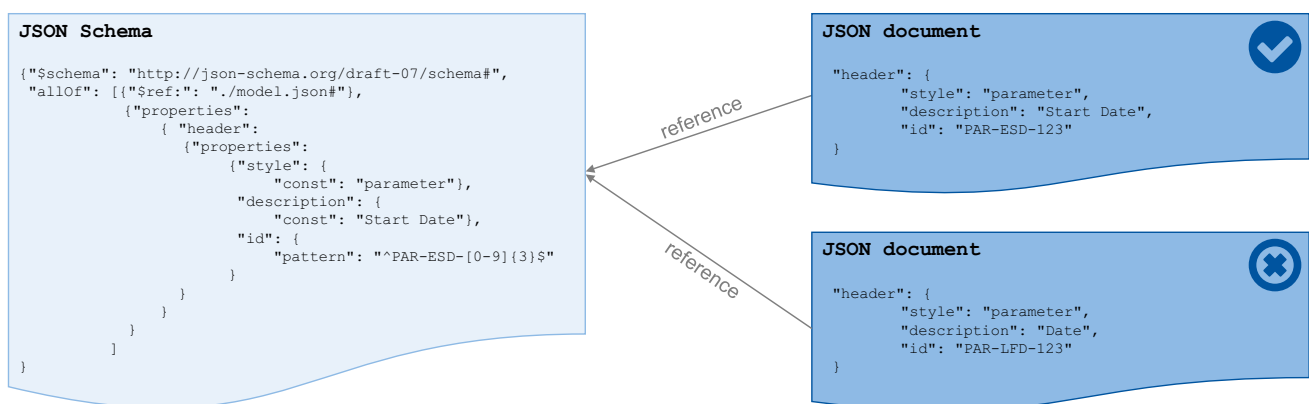 JSON Schema
{"$schema": "http://json-schema.org/draft-07/schema#",
"allOf": [{"$ref:": "./model.json#"},
{"properties":
{ "header":
{"properties":
{"style": {
"const": "parameter"},
"description": {
"const": "Start Date"},
"id": {
"pattern": "^PAR-ESD-[0-9]{3}$"
}
}
}
}
]
}
reference
reference
JSON document
"header": {
"style": "parameter",
"description": "Start Date",
"id": "PAR-ESD-123"
}
JSON document
"header": {
"style": "parameter",
"description": "Date",
"id": "PAR-LFD-123"
}